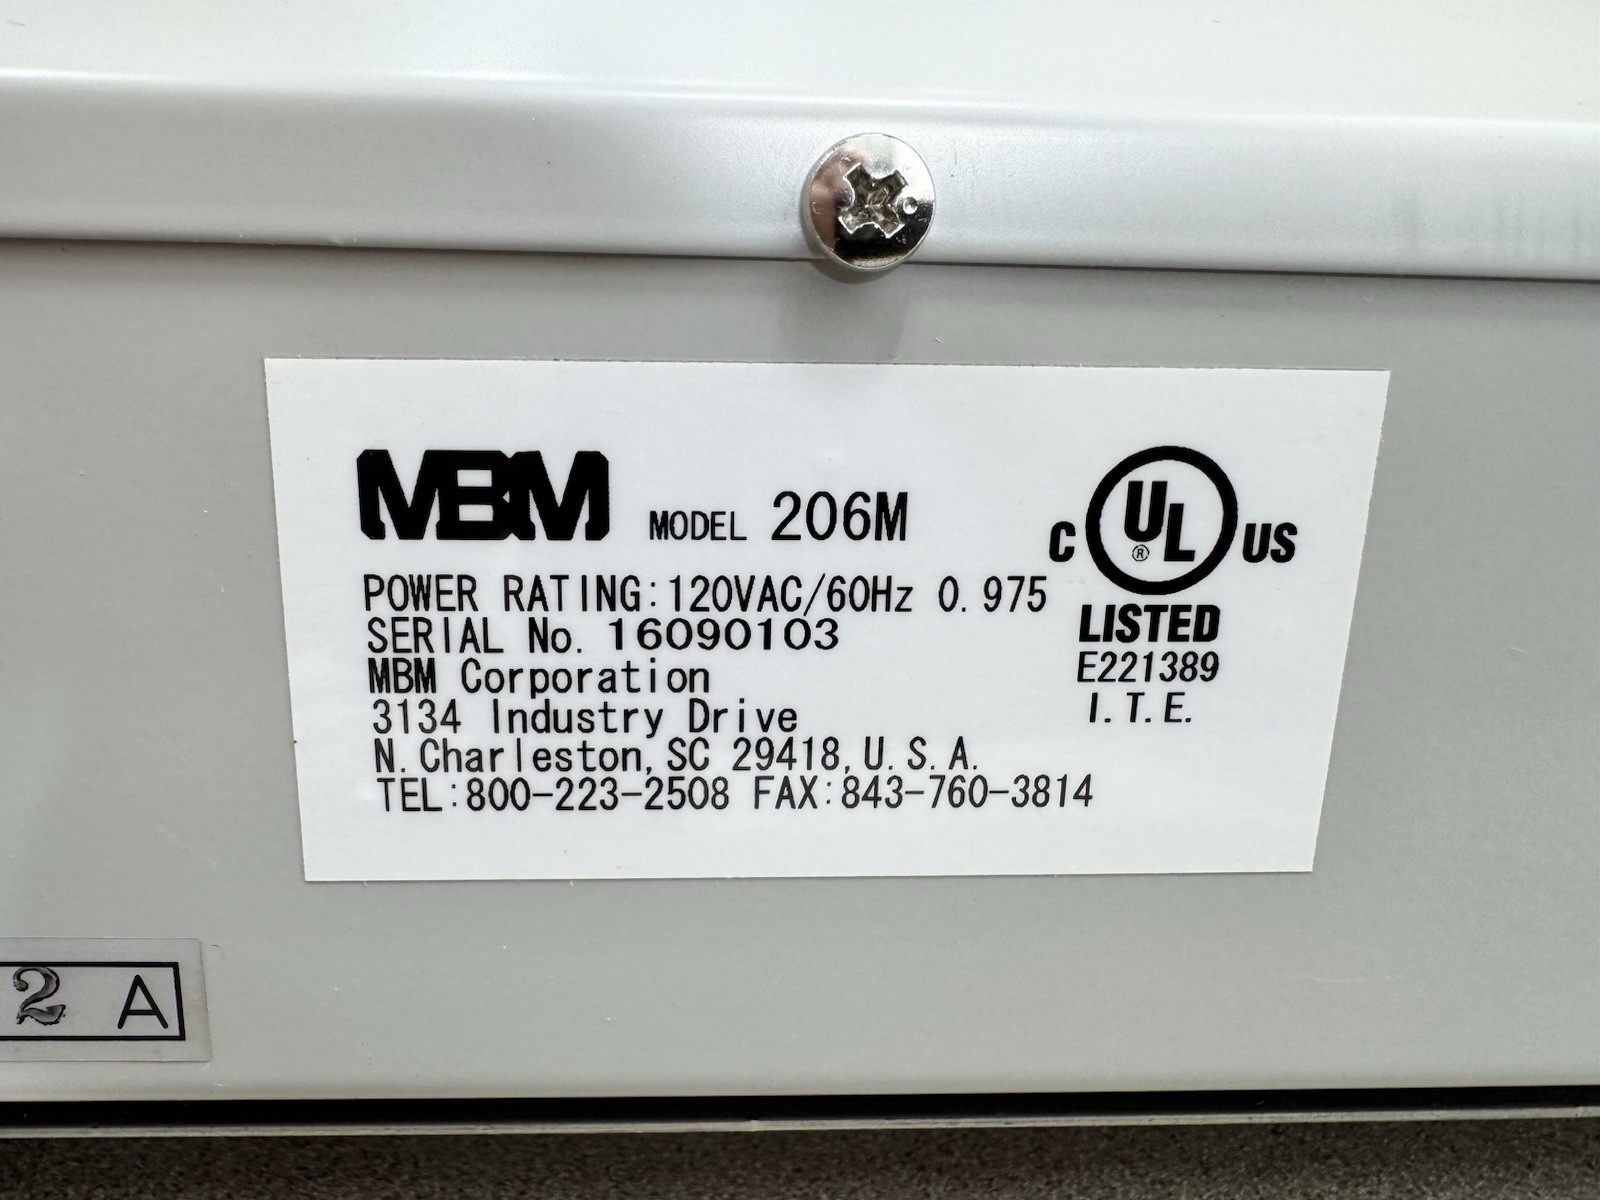 MBM MODEL 206M
C UL® US
LISTED
E221389
I.T.E.
POWER RATING:120VAC/60Hz 0.975
SERIAL No. 16090103
MBM Corporation
3134 Industry Drive
N.Charleston,SC 29418,U.S.A.
TEL:800-223-2508 FAX:843-760-3814
2 A